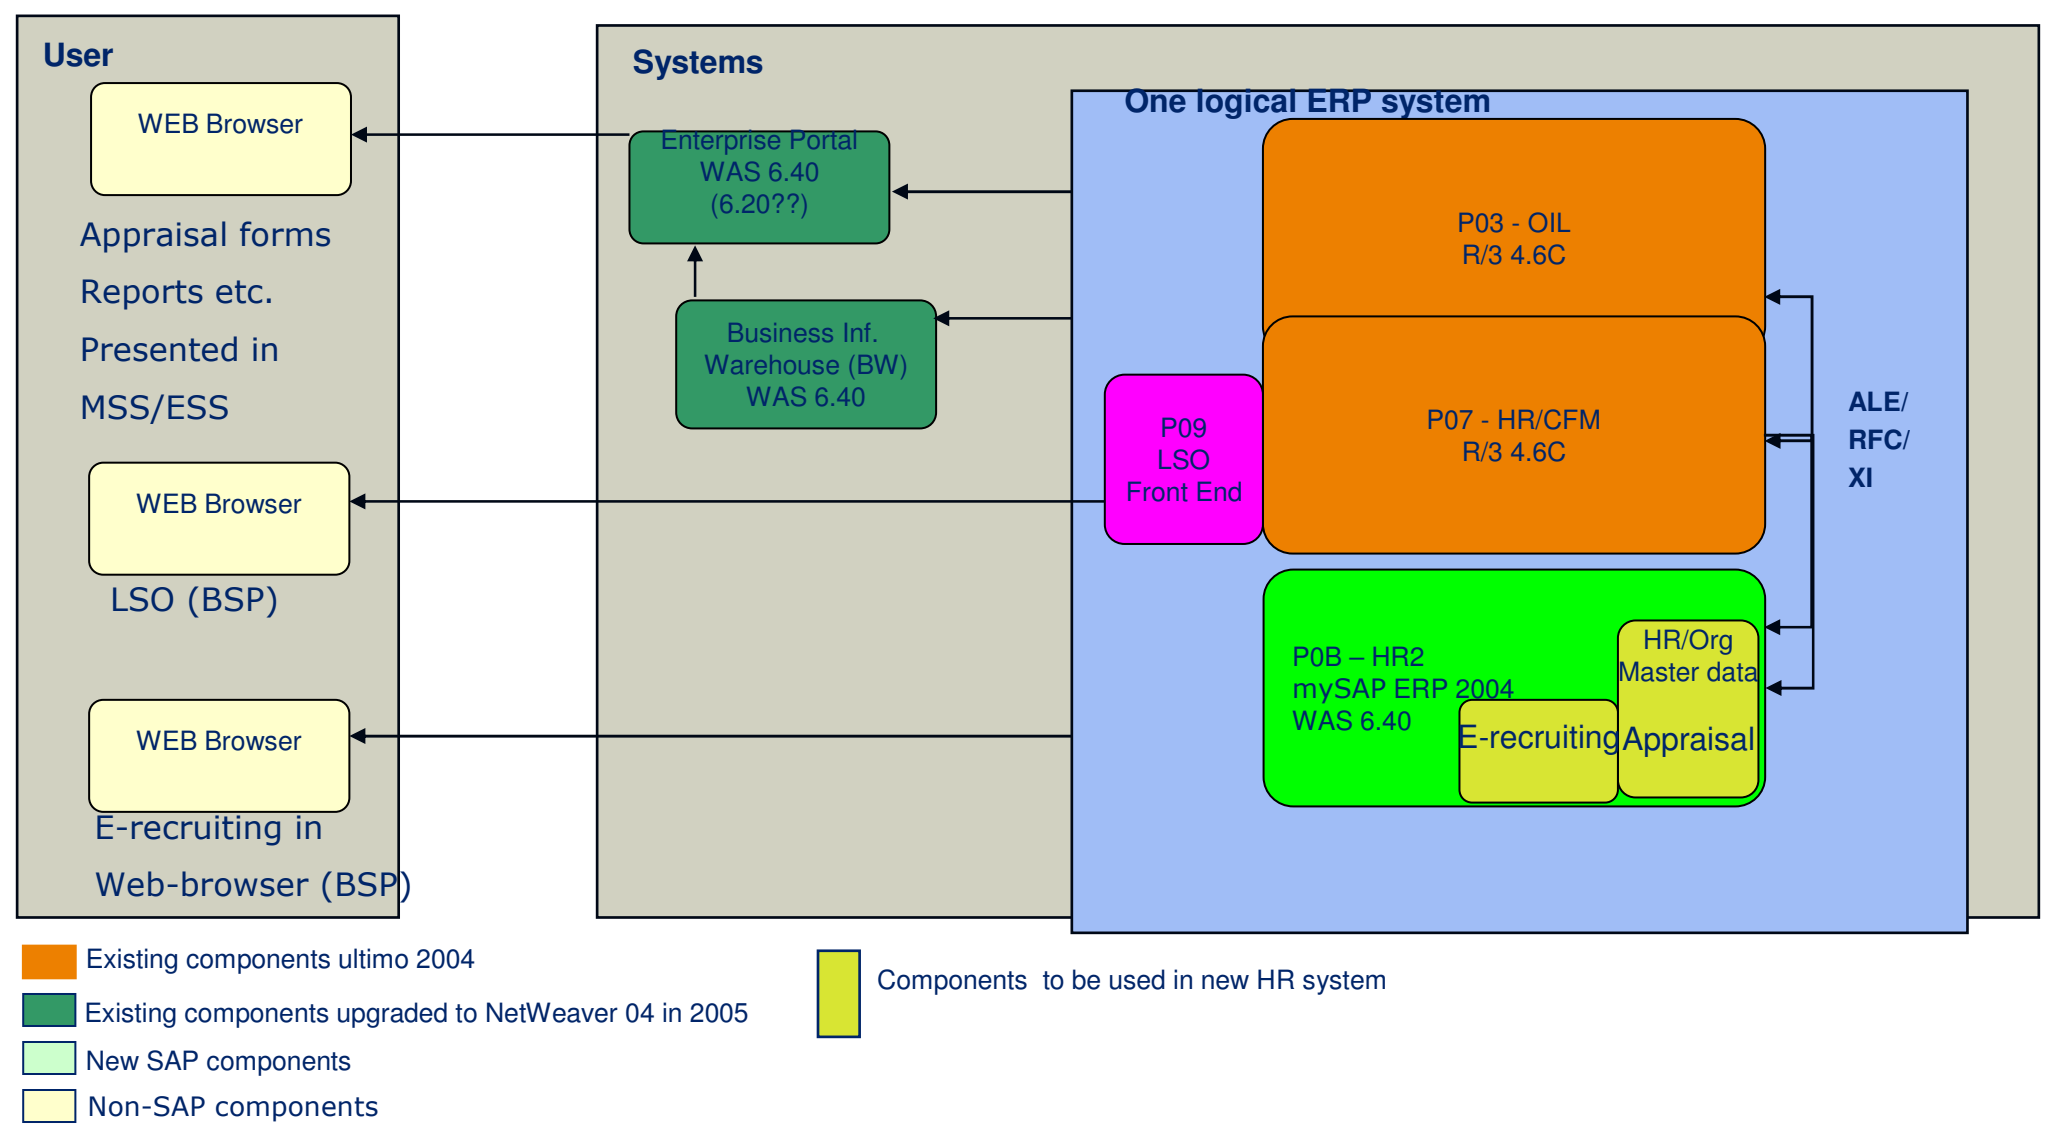 User
WEB Browser
Appraisal forms
Reports etc.
Presented in
MSS/ESS
WEB Browser
LSO (BSP)
WEB Browser
E-recruiting in
Web-browser (BSP)
Systems
Enterprise Portal
WAS 6.40
(6.20??)
Business Inf.
Warehouse (BW)
WAS 6.40
One logical ERP system
P03 - OIL
R/3 4.6C
P07 - HR/CFM
R/3 4.6C
P09
LSO
Front End
ALE/
RFC/
XI
P0B – HR2
mySAP ERP 2004
WAS 6.40
E-recruiting
HR/Org
Master data
Appraisal
Existing components ultimo 2004
Existing components upgraded to NetWeaver 04 in 2005
New SAP components
Non-SAP components
Components  to be used in new HR system